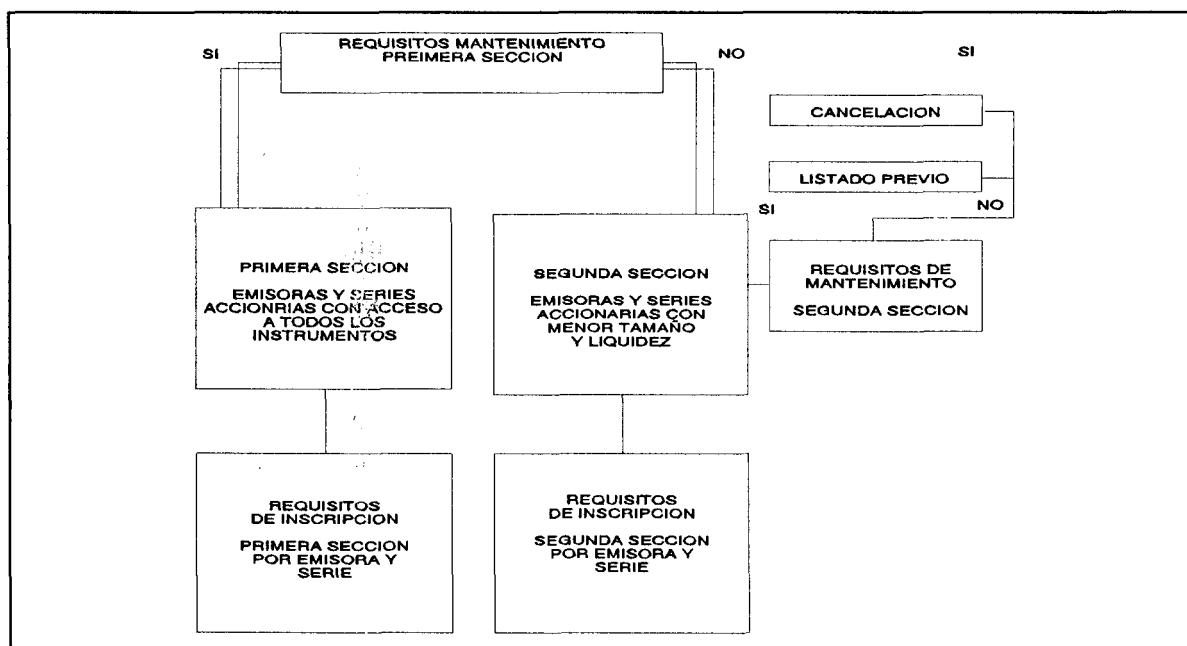 SI
REQUISITOS MANTENIMIENTO
PREIMERA SECCION
NO
SI
CANCELACION
LISTADO PREVIO
SI
NO
PRIMERA SECCION
EMISORAS Y SERIES
ACCIONRIAS CON ACCESO
A TODOS LOS
INSTRUMENTOS
SEGUNDA SECCION
EMISORAS Y SERIES
ACCIONARIAS CON
MENOR TAMAÑO
Y LIQUIDEZ
REQUISITOS DE
MANTENIMIENTO
SEGUNDA SECCION
REQUISITOS
DE INSCRIPCION
PRIMERA SECCION
POR EMISORA Y
SERIE
REQUISITOS
DE INSCRIPCION
SEGUNDA SECCION
POR EMISORA Y
SERIE